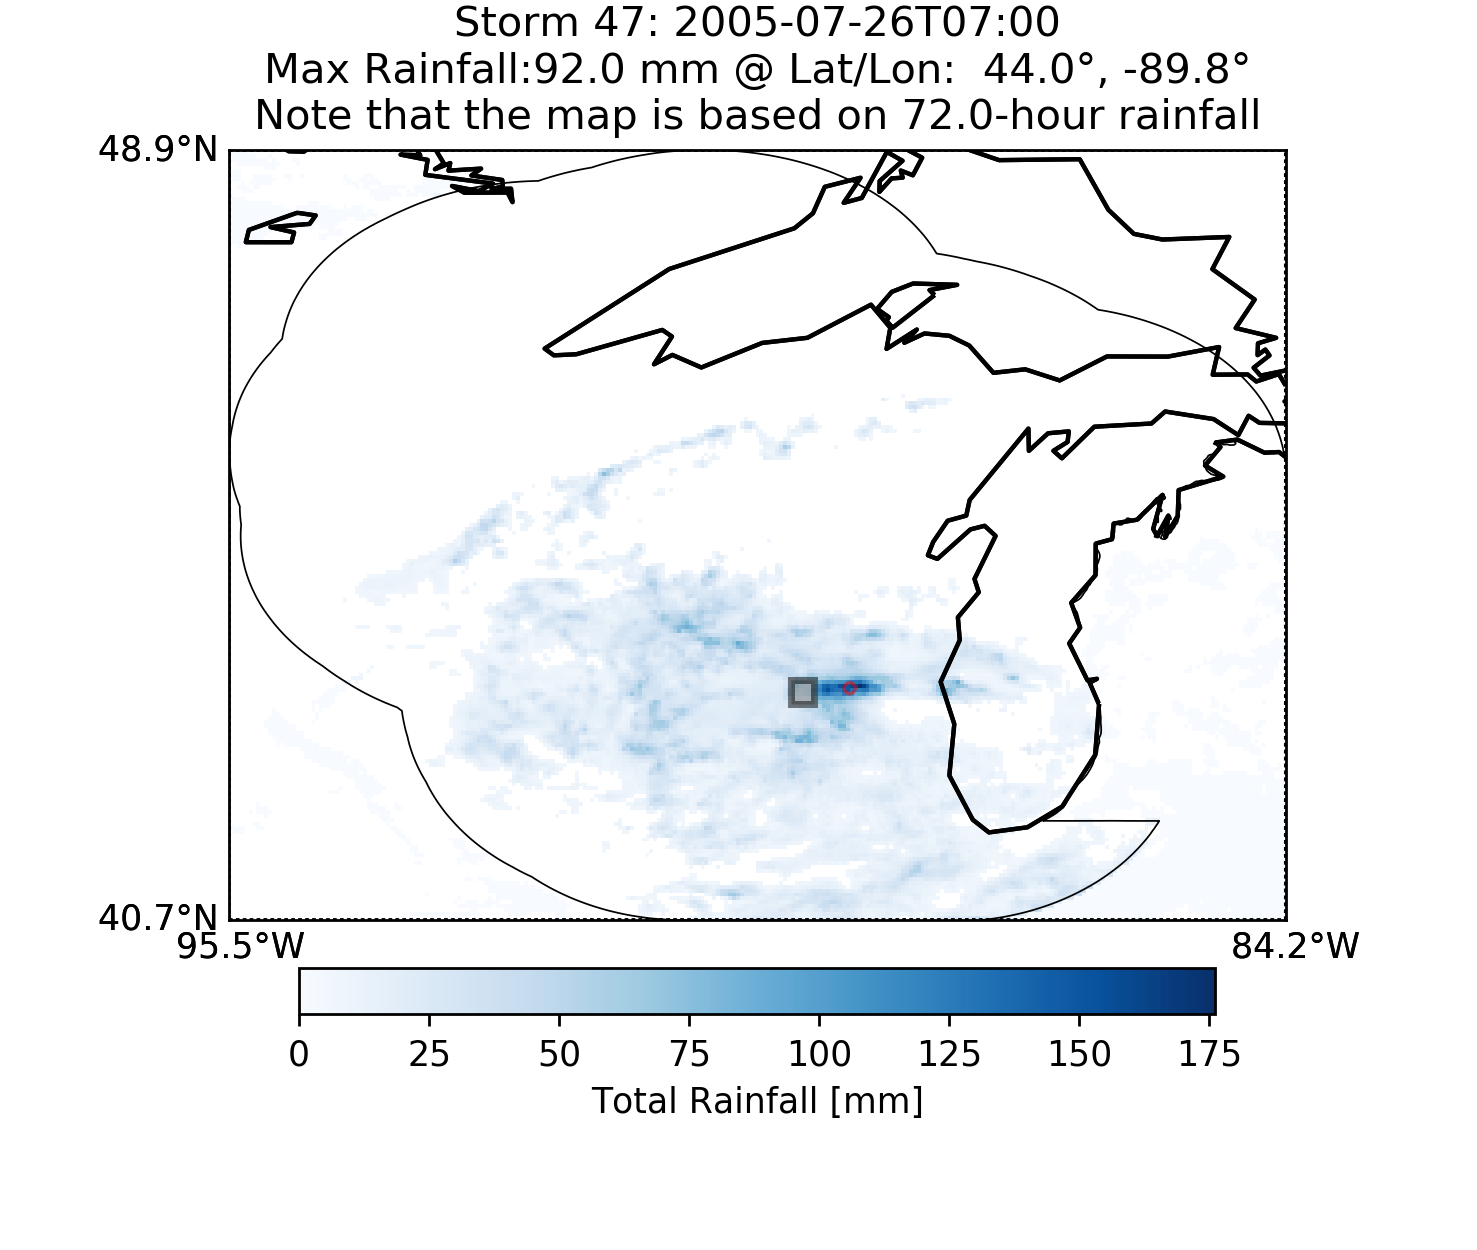 Storm 47: 2005-07-26T07:00
Max Rainfall:92.0 mm @ Lat/Lon:  44.0°, -89.8°
Note that the map is based on 72.0-hour rainfall
48.9°N
40.7°N
95.5°W 84.2°W
0 25 50 75 100 125 150 175
Total Rainfall [mm]